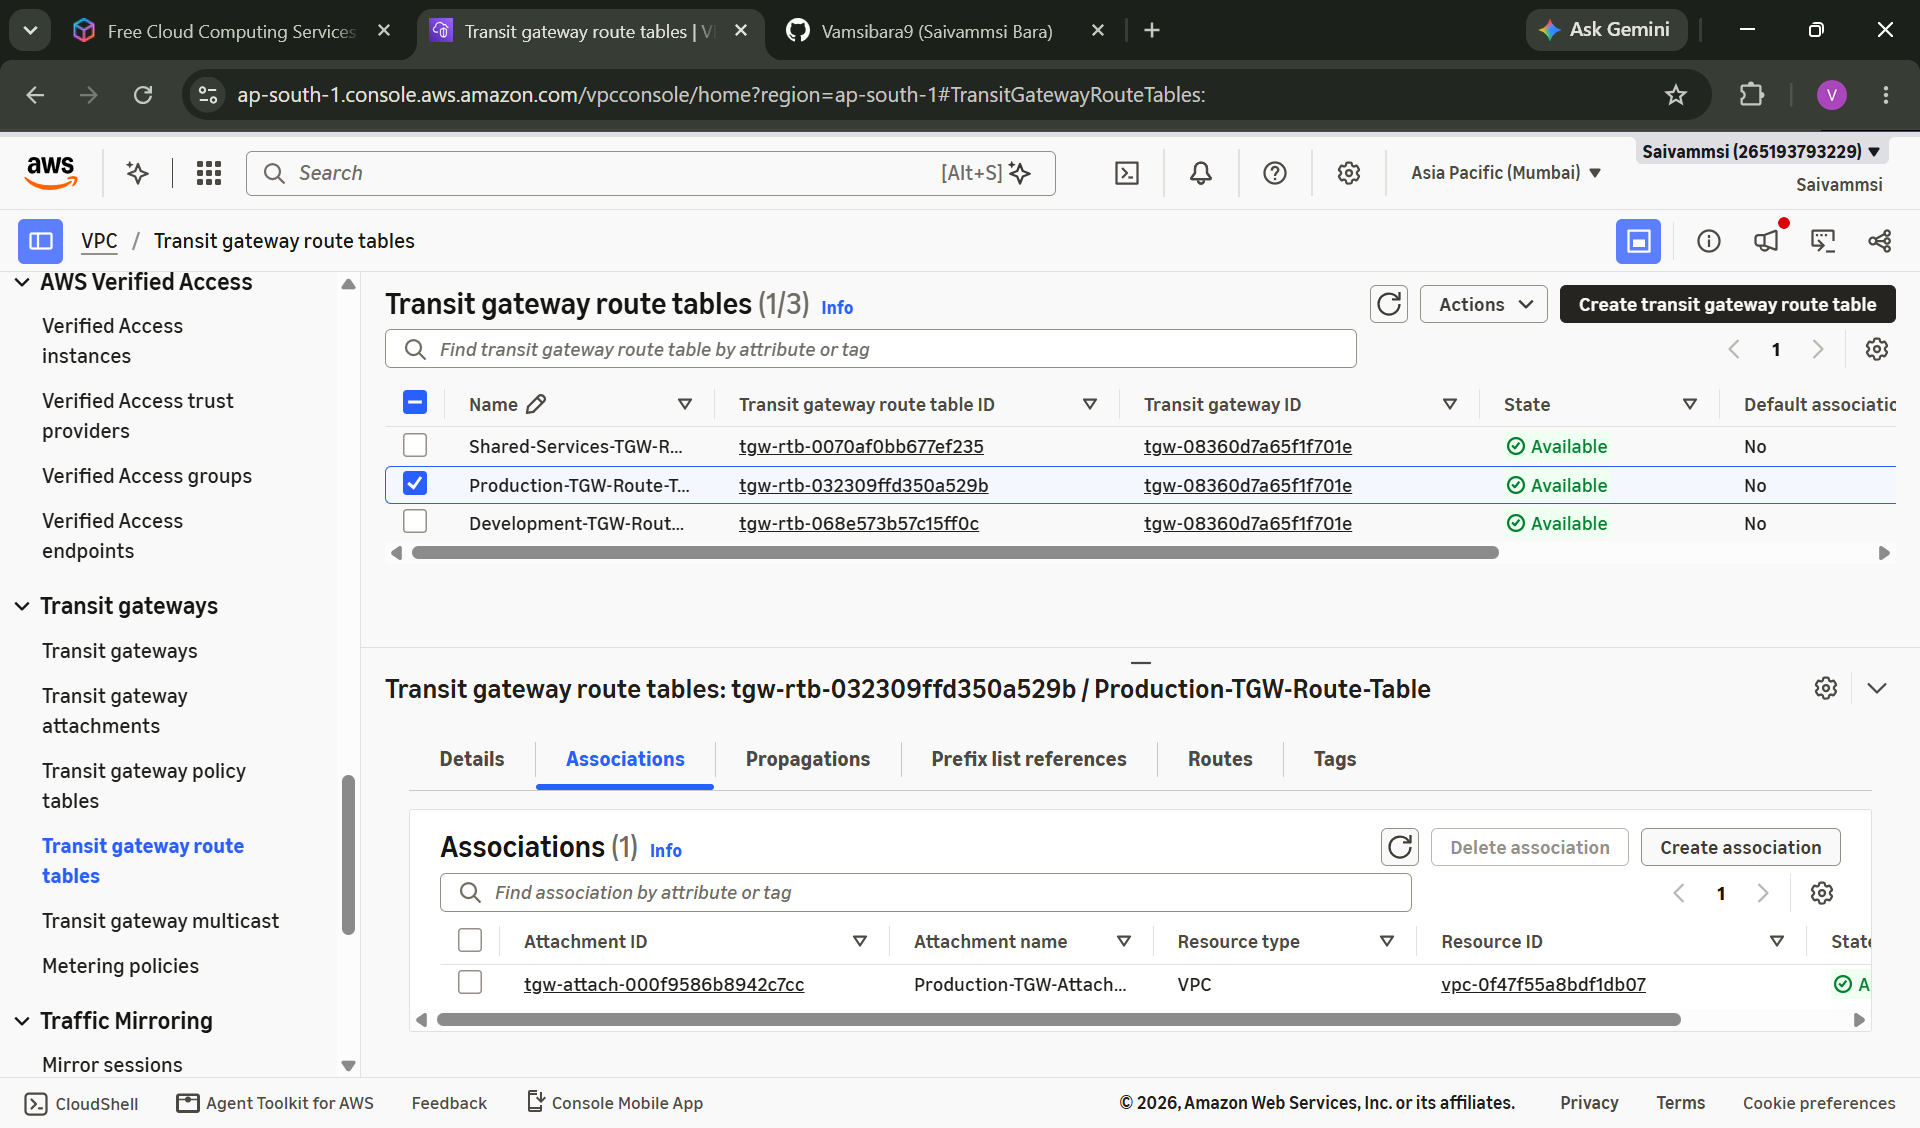 Free Cloud Computing Services
Transit gateway route tables | V
Vamsibara9 (Saivammsi Bara)
Ask Gemini
ap-south-1.console.aws.amazon.com/vpcconsole/home?region=ap-south-1#TransitGatewayRouteTables:
V
aws
Search
[Alt+S]
Asia Pacific (Mumbai)
Saivammsi (265193793229)
Saivammsi
VPC / Transit gateway route tables
AWS Verified Access
Verified Access
instances
Verified Access trust
providers
Verified Access groups
Verified Access
endpoints
Transit gateways
Transit gateways
Transit gateway
attachments
Transit gateway policy
tables
Transit gateway route
tables
Transit gateway multicast
Metering policies
Traffic Mirroring
Mirror sessions
Transit gateway route tables (1/3) Info
Actions
Create transit gateway route table
Find transit gateway route table by attribute or tag
1
Name Transit gateway route table ID Transit gateway ID State Default associatio
Shared-Services-TGW-R... tgw-rtb-0070af0bb677ef235 tgw-08360d7a65f1f701e Available No
Production-TGW-Route-T... tgw-rtb-032309ffd350a529b tgw-08360d7a65f1f701e Available No
Development-TGW-Rout... tgw-rtb-068e573b57c15ff0c tgw-08360d7a65f1f701e Available No
Transit gateway route tables: tgw-rtb-032309ffd350a529b / Production-TGW-Route-Table
Details Associations Propagations Prefix list references Routes Tags
Associations (1) Info
Delete association
Create association
Find association by attribute or tag
1
Attachment ID Attachment name Resource type Resource ID State
tgw-attach-000f9586b8942c7cc Production-TGW-Attach... VPC vpc-0f47f55a8bdf1db07 A
CloudShell Agent Toolkit for AWS Feedback Console Mobile App © 2026, Amazon Web Services, Inc. or its affiliates. Privacy Terms Cookie preferences